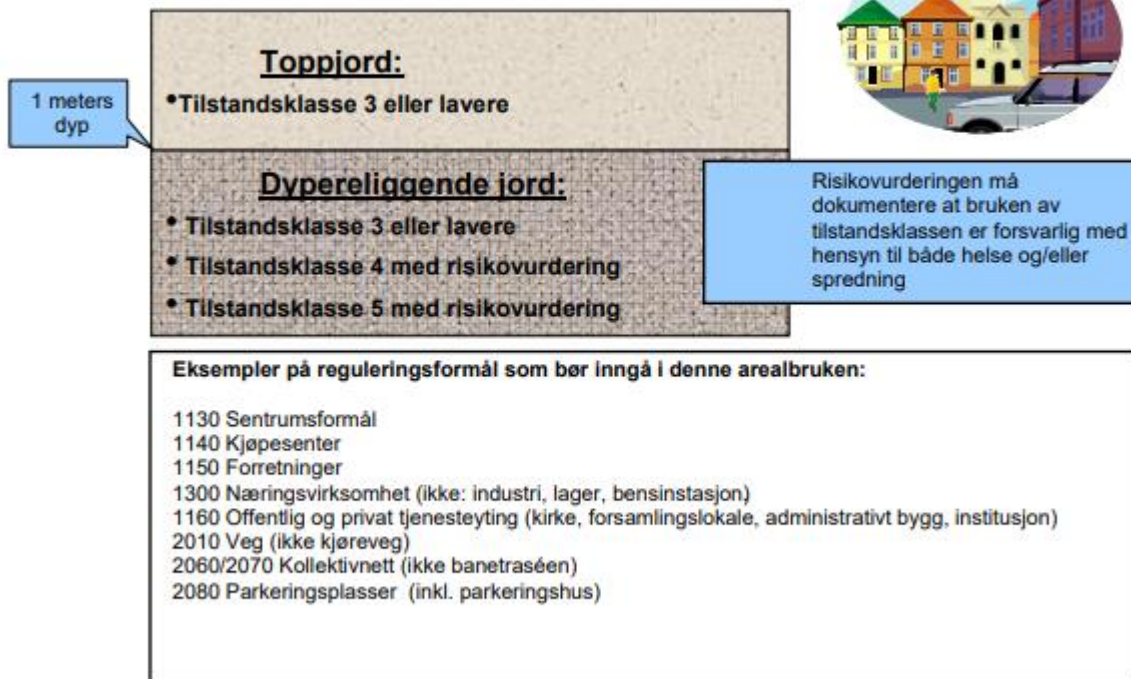 Toppjord:
•Tilstandsklasse 3 eller lavere
1 meters
dyp
Dypereliggende jord:
• Tilstandsklasse 3 eller lavere
• Tilstandsklasse 4 med risikovurdering
• Tilstandsklasse 5 med risikovurdering
Risikovurderingen må
dokumentere at bruken av
tilstandsklassen er forsvarlig med
hensyn til både helse og/eller
spredning
Eksempler på reguleringsformål som bør inngå i denne arealbruken:
1130 Sentrumsformål
1140 Kjøpesenter
1150 Forretninger
1300 Næringsvirksomhet (ikke: industri, lager, bensinstasjon)
1160 Offentlig og privat tjenesteyting (kirke, forsamlingslokale, administrativt bygg, institusjon)
2010 Veg (ikke kjøreveg)
2060/2070 Kollektivnett (ikke banetraséen)
2080 Parkeringsplasser (inkl. parkeringshus)